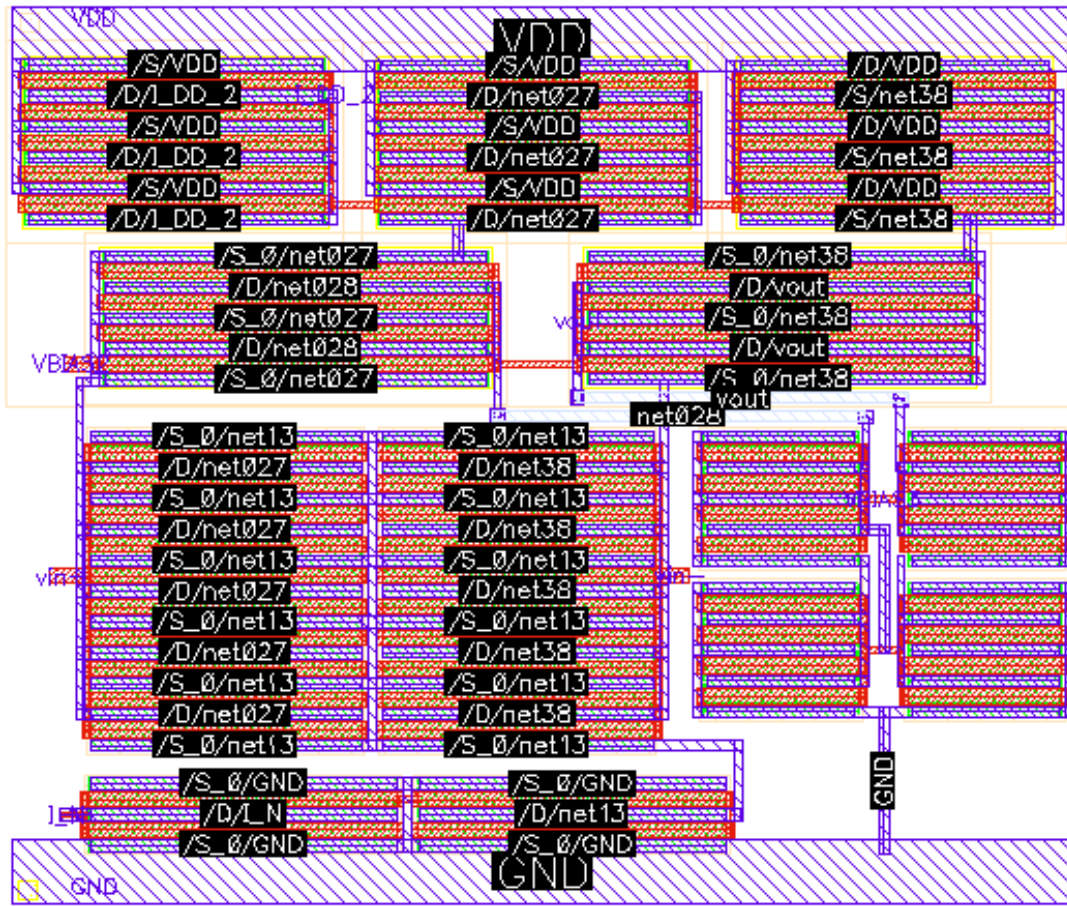 VDD
VDD
/S/VDD /S/VDD /D/VDD
/D/I_DD_2 /D/net027 /S/net38
/S/VDD /S/VDD /D/VDD
/D/I_DD_2 /D/net027 /S/net38
/S/VDD /S/VDD /D/VDD
/D/I_DD_2 /D/net027 /S/net38
/S_0/net027 /S_0/net38
/D/net028 /D/vout
/S_0/net027 /S_0/net38
/D/net028 /D/vout
/S_0/net027 /S_0/net38
vout
net028
/S_0/net13 /S_0/net13
/D/net027 /D/net38
/S_0/net13 /S_0/net13
/D/net027 /D/net38
/S_0/net13 /S_0/net13
/D/net027 /D/net38
/S_0/net13 /S_0/net13
/D/net027 /D/net38
/S_0/net13 /S_0/net13
/D/net027 /D/net38
/S_0/net13 /S_0/net13
GND
/S_0/GND /S_0/GND
/D/I_N /D/net13
/S_0/GND /S_0/GND
GND
GND